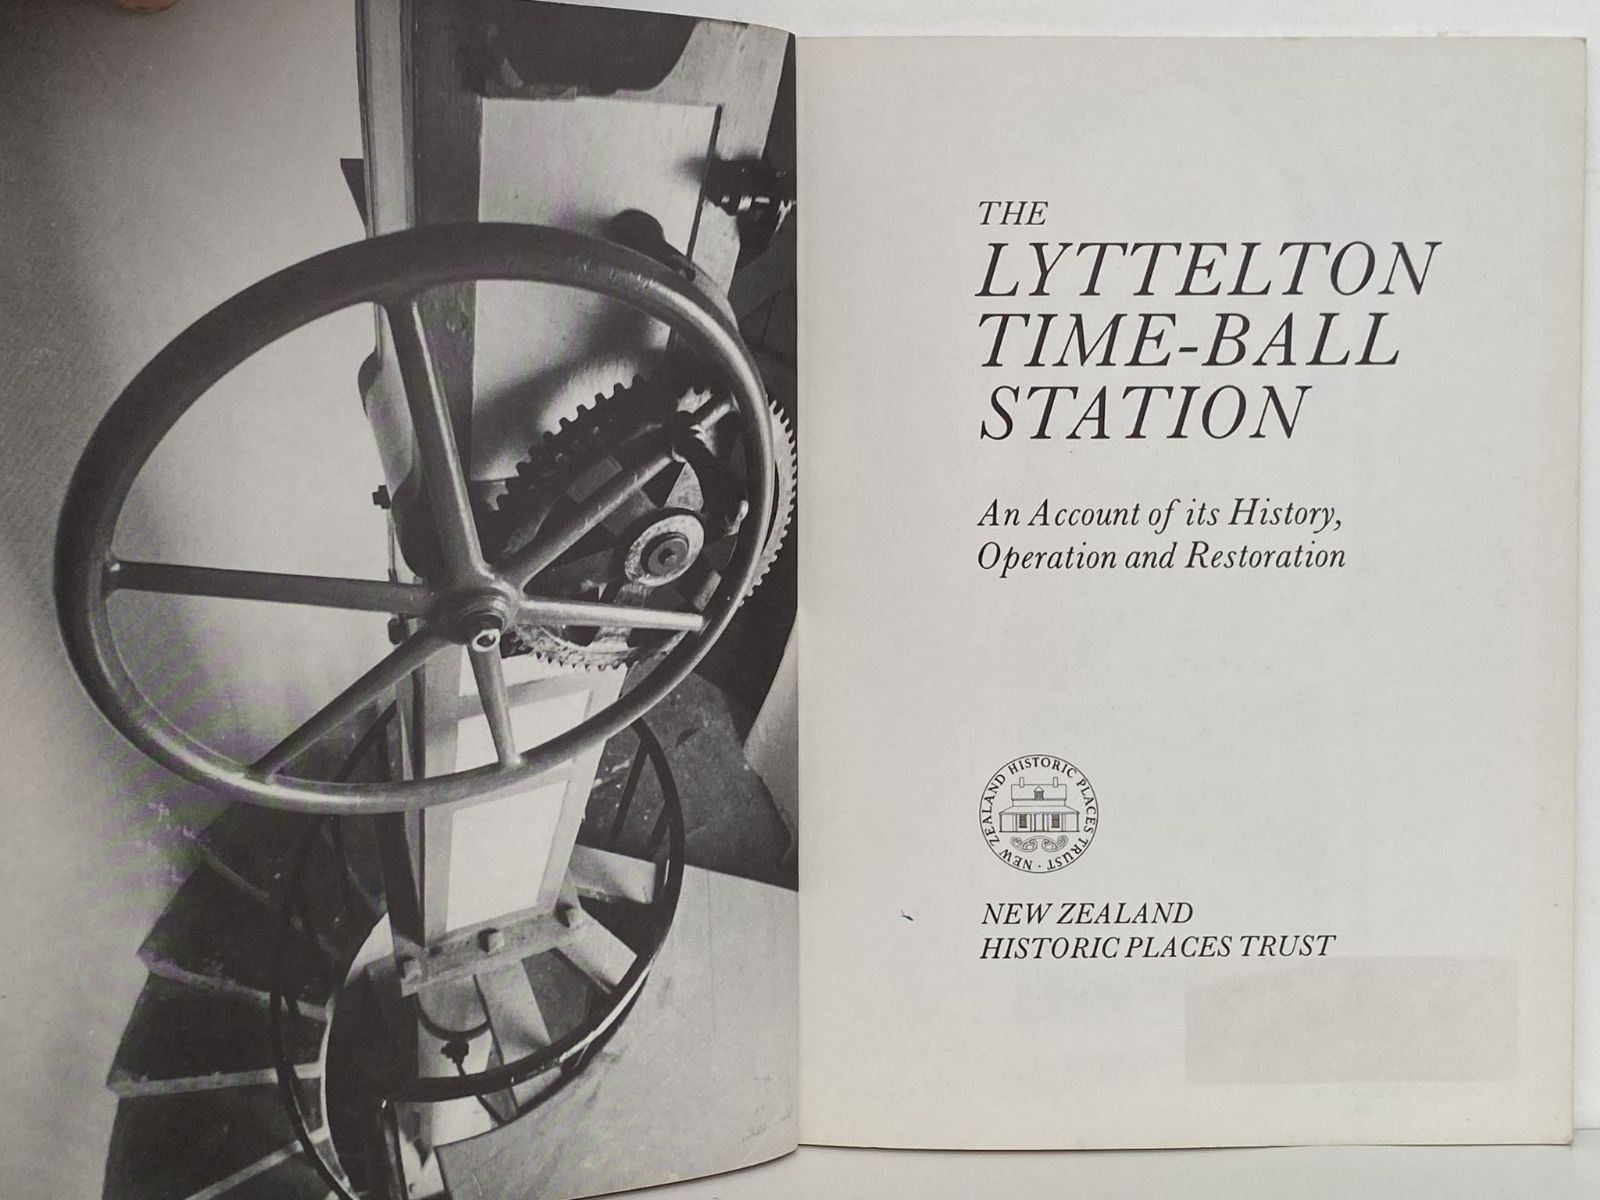 THE
LYTTELTON
TIME-BALL
STATION
An Account of its History,
Operation and Restoration
NEW ZEALAND HISTORIC PLACES TRUST ·
NEW ZEALAND
HISTORIC PLACES TRUST